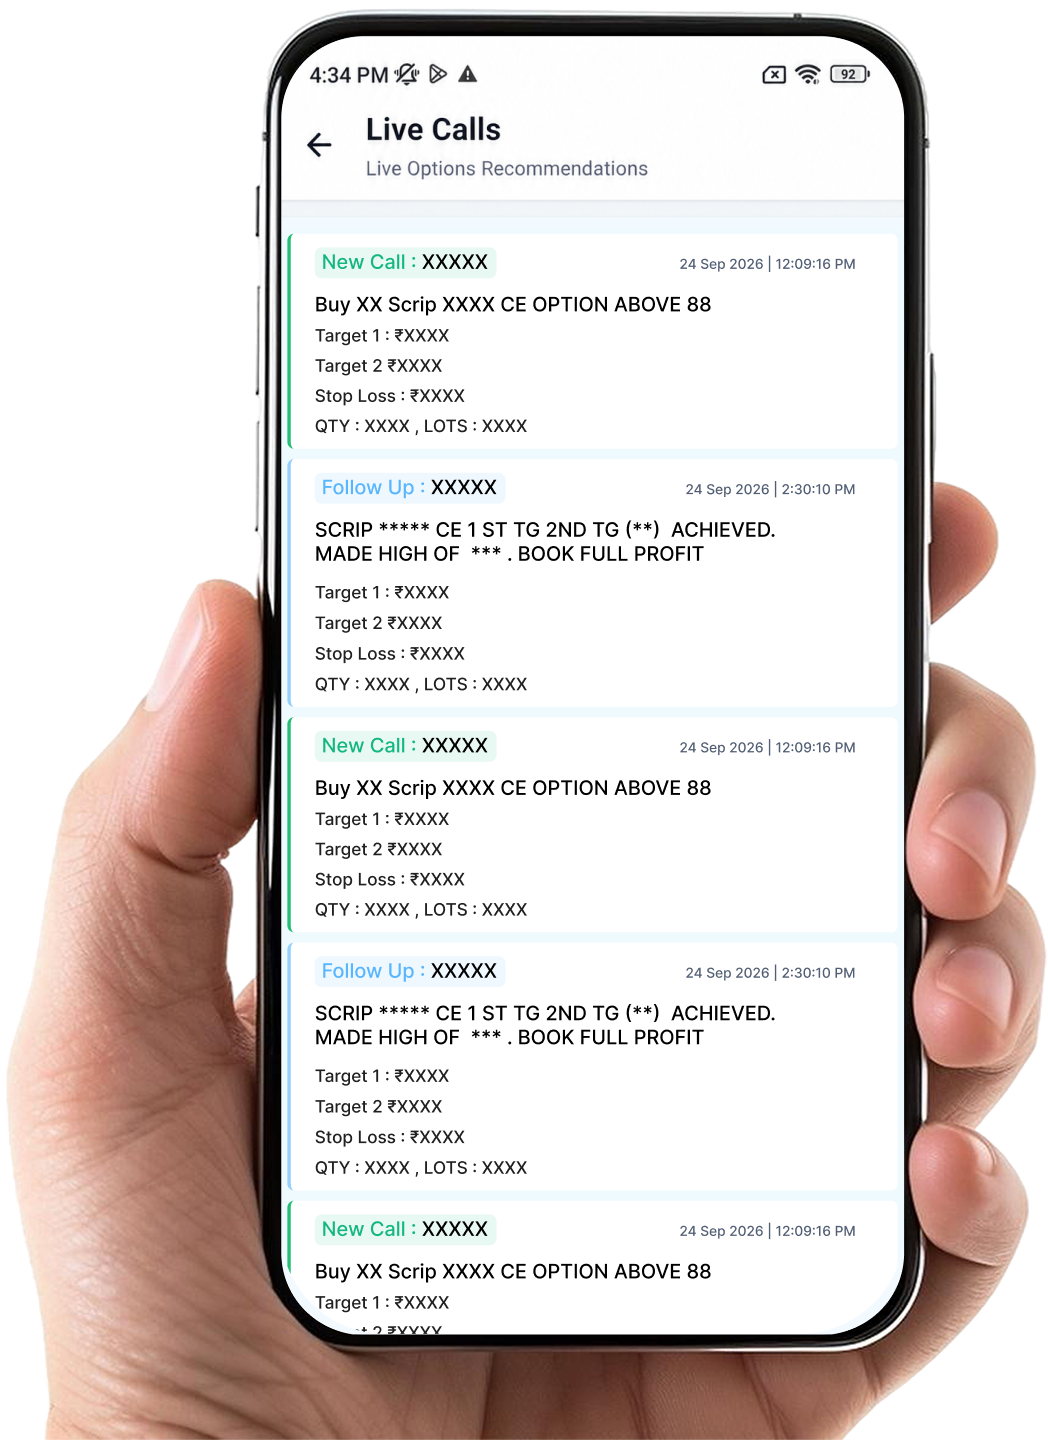 4:34 PM
92
Live Calls
Live Options Recommendations
New Call : XXXXX
24 Sep 2026 | 12:09:16 PM
Buy XX Scrip XXXX CE OPTION ABOVE 88
Target 1 : ₹XXXX
Target 2 ₹XXXX
Stop Loss : ₹XXXX
QTY : XXXX , LOTS : XXXX
Follow Up : XXXXX
24 Sep 2026 | 2:30:10 PM
SCRIP ***** CE 1 ST TG 2ND TG (**) ACHIEVED.
MADE HIGH OF *** . BOOK FULL PROFIT
Target 1 : ₹XXXX
Target 2 ₹XXXX
Stop Loss : ₹XXXX
QTY : XXXX , LOTS : XXXX
New Call : XXXXX
24 Sep 2026 | 12:09:16 PM
Buy XX Scrip XXXX CE OPTION ABOVE 88
Target 1 : ₹XXXX
Target 2 ₹XXXX
Stop Loss : ₹XXXX
QTY : XXXX , LOTS : XXXX
Follow Up : XXXXX
24 Sep 2026 | 2:30:10 PM
SCRIP ***** CE 1 ST TG 2ND TG (**) ACHIEVED.
MADE HIGH OF *** . BOOK FULL PROFIT
Target 1 : ₹XXXX
Target 2 ₹XXXX
Stop Loss : ₹XXXX
QTY : XXXX , LOTS : XXXX
New Call : XXXXX
24 Sep 2026 | 12:09:16 PM
Buy XX Scrip XXXX CE OPTION ABOVE 88
Target 1 : ₹XXXX
2 ₹XXXX